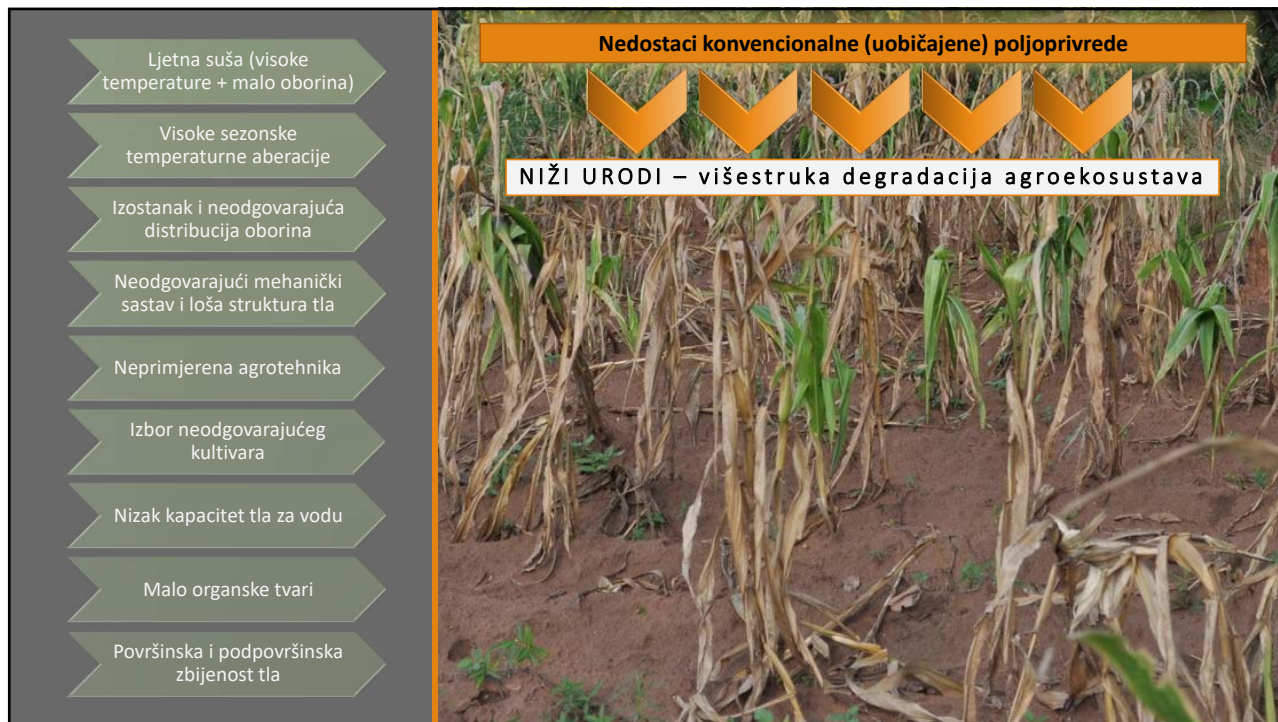 Ljetna suša (visoke
temperature + malo oborina)
Visoke sezonske
temperaturne aberacije
Izostanak i neodgovarajuća
distribucija oborina
Neodgovarajući mehanički
sastav i loša struktura tla
Neprimjerena agrotehnika
Izbor neodgovarajućeg
kultivara
Nizak kapacitet tla za vodu
Malo organske tvari
Površinska i podpovršinska
zbijenost tla
Nedostaci konvencionalne (uobičajene) poljoprivrede
NIŽI URODI – višestruka degradacija agroekosustava